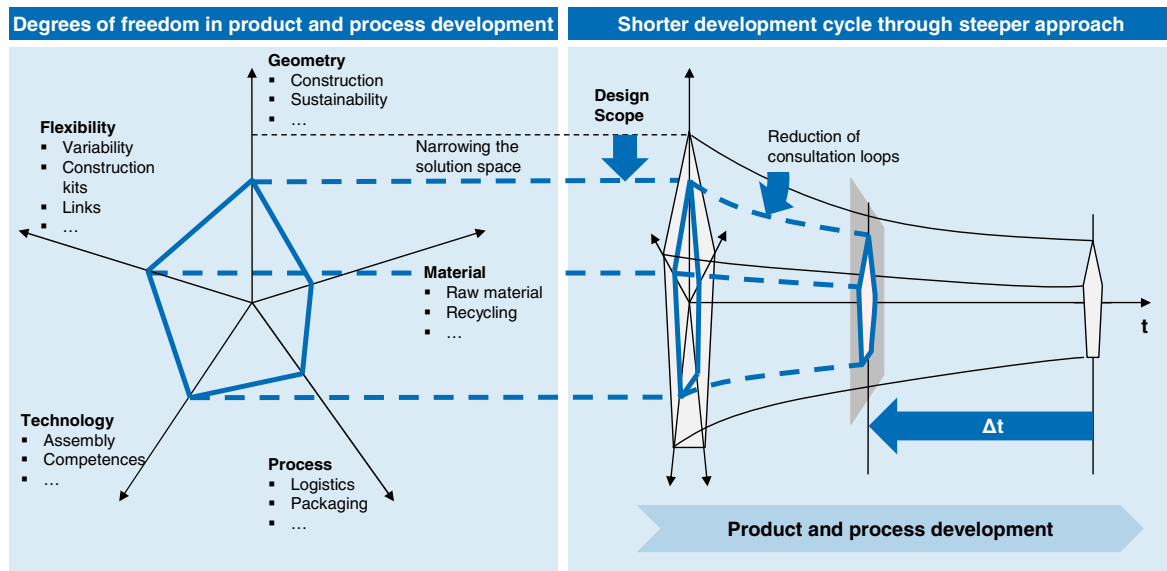 Degrees of freedom in product and process development
Geometry
▪ Construction
▪ Sustainability
▪ …
Flexibility
▪ Variability
▪ Construction
kits
▪ Links
▪ …
Narrowing the
solution space
Material
▪ Raw material
▪ Recycling
▪ …
Technology
▪ Assembly
▪ Competences
▪ …
Process
▪ Logistics
▪ Packaging
▪ …
Shorter development cycle through steeper approach
Design
Scope
Reduction of
consultation loops
t
Δt
Product and process development